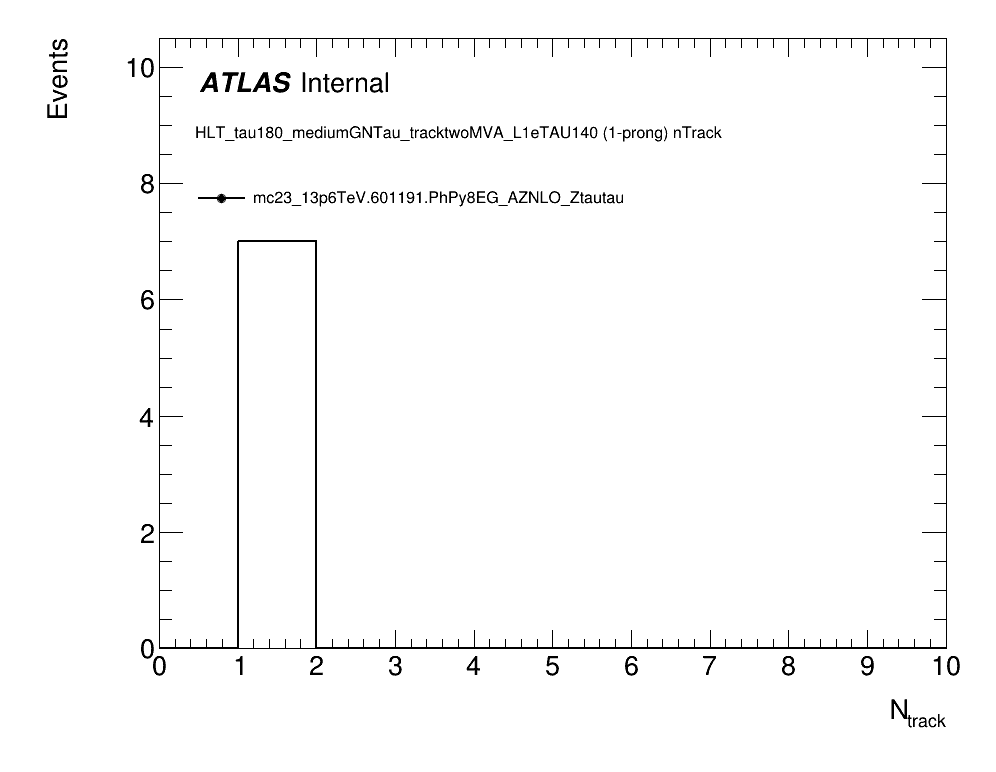 Events
10
8
6
4
2
0
ATLAS Internal
HLT_tau180_mediumGNTau_tracktwoMVA_L1eTAU140 (1-prong) nTrack
mc23_13p6TeV.601191.PhPy8EG_AZNLO_Ztautau
0 1 2 3 4 5 6 7 8 9 10
N_track